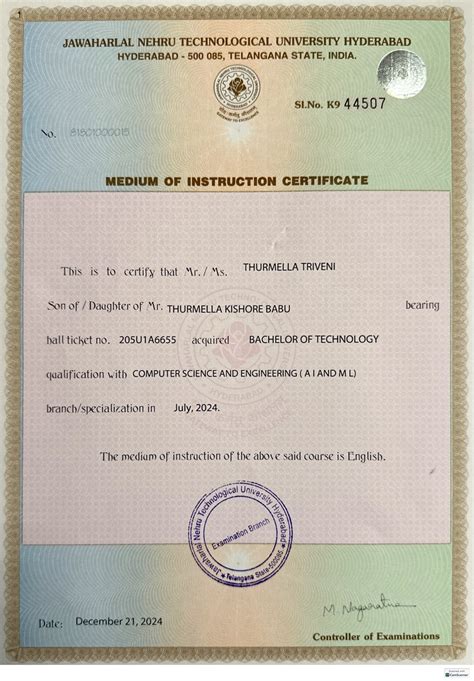 JAWAHARLAL NEHRU TECHNOLOGICAL UNIVERSITY HYDERABAD
HYDERABAD - 500 085, TELANGANA STATE, INDIA.
Sl.No. K9 44507
No.
MEDIUM OF INSTRUCTION CERTIFICATE
This is to certify that Mr./ Ms. THURMELLA TRIVENI
Son of / Daughter of Mr. THURMELLA KISHORE BABU bearing
hall ticket no. 205U1A6655 acquired BACHELOR OF TECHNOLOGY
qualification with COMPUTER SCIENCE AND ENGINEERING ( A I AND M L)
branch/specialization in July, 2024.
The medium of instruction of the above said course is English.
Jawaharlal Nehru Technological University Hyderabad
Examination Branch
Telangana State-500085
Date: December 21, 2024
Controller of Examinations
CamScanner